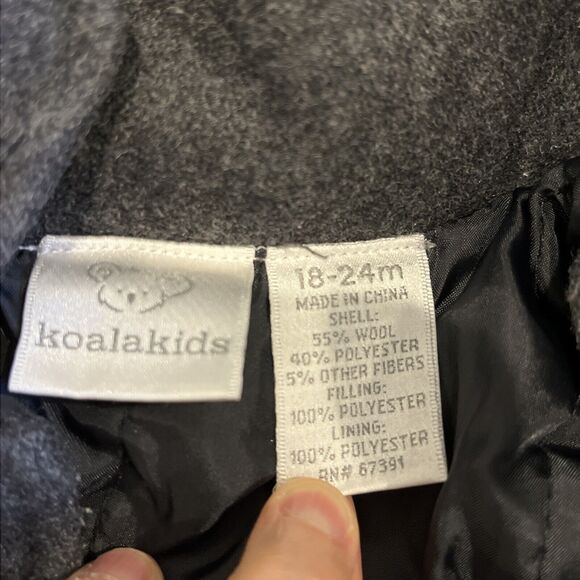 koalakids
18-24m
MADE IN CHINA
SHELL:
55% WOOL
40% POLYESTER
5% OTHER FIBERS
FILLING:
100% POLYESTER
LINING:
100% POLYESTER
RN# 67391